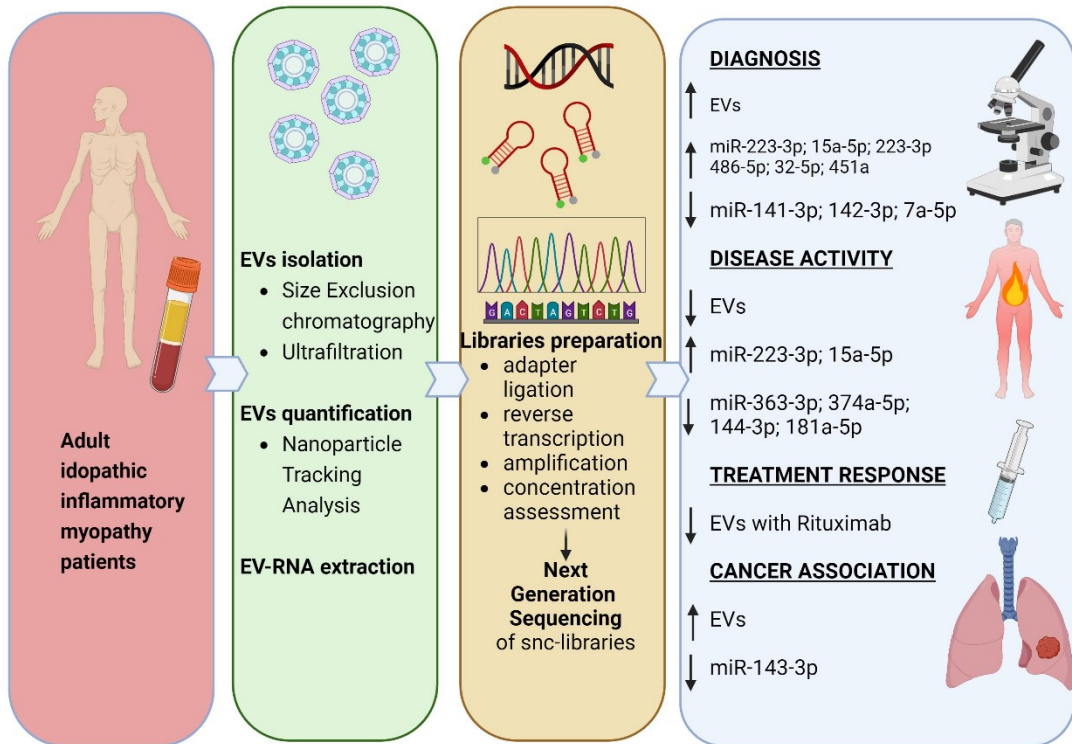 Adult
idopathic
inflammatory
myopathy
patients
EVs isolation
• Size Exclusion
chromatography
• Ultrafiltration
EVs quantification
• Nanoparticle
Tracking
Analysis
EV-RNA extraction
G A C T A G T C T G
Libraries preparation
• adapter
ligation
• reverse
transcription
• amplification
• concentration
assessment
Next
Generation
Sequencing
of snc-libraries
DIAGNOSIS
EVs
miR-223-3p; 15a-5p; 223-3p
486-5p; 32-5p; 451a
miR-141-3p; 142-3p; 7a-5p
DISEASE ACTIVITY
EVs
miR-223-3p; 15a-5p
miR-363-3p; 374a-5p;
144-3p; 181a-5p
TREATMENT RESPONSE
EVs with Rituximab
CANCER ASSOCIATION
EVs
miR-143-3p